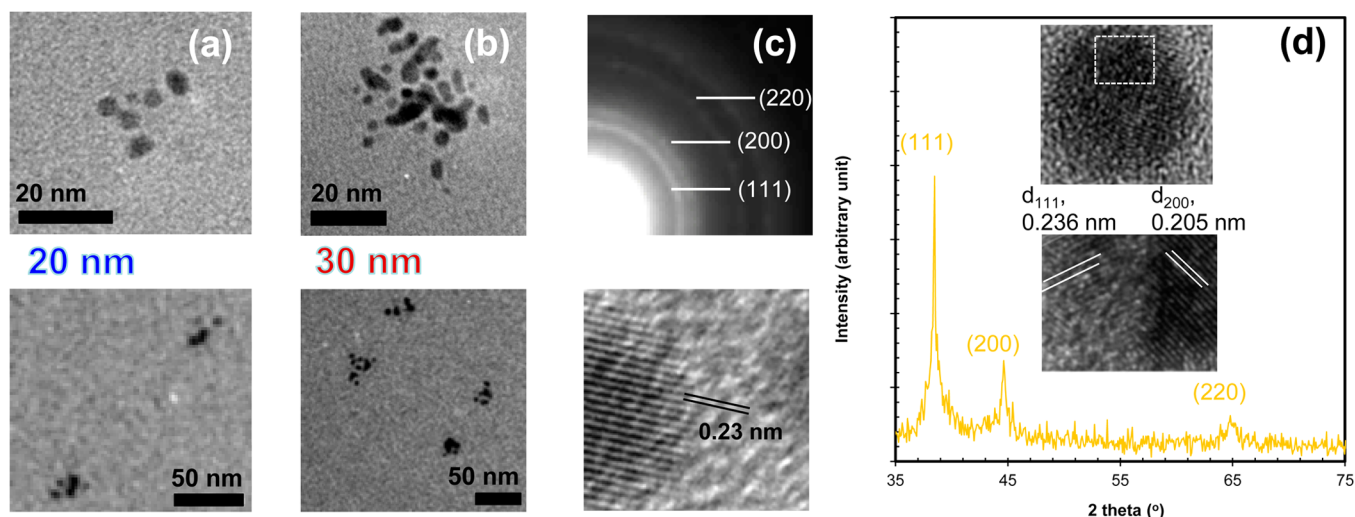 (a)
20 nm
(b)
20 nm
(c)
(220)
(200)
(111)
20 nm
30 nm
50 nm
50 nm
0.23 nm
(d)
Intensity (arbitrary unit)
(111)
(200)
(220)
d₁₁₁,
0.236 nm
d₂₀₀,
0.205 nm
35
45
55
65
75
2 theta (º)